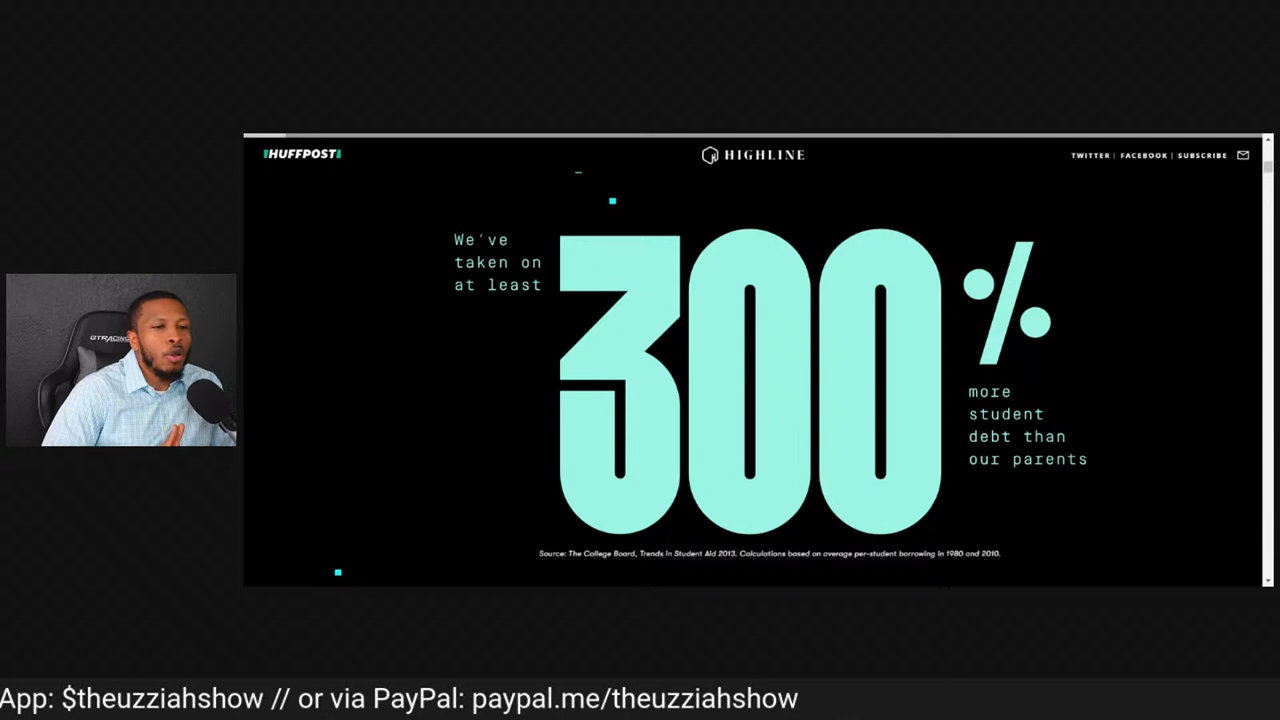 HUFFPOST
HIGHLINE
TWITTER | FACEBOOK | SUBSCRIBE
We've
taken on
at least
300%
more
student
debt than
our parents
Source: The College Board, Trends in Student Aid 2013. Calculations based on average per-student borrowing in 1980 and 2010.
GTRACING
App: $theuzziahshow // or via PayPal: paypal.me/theuzziahshow